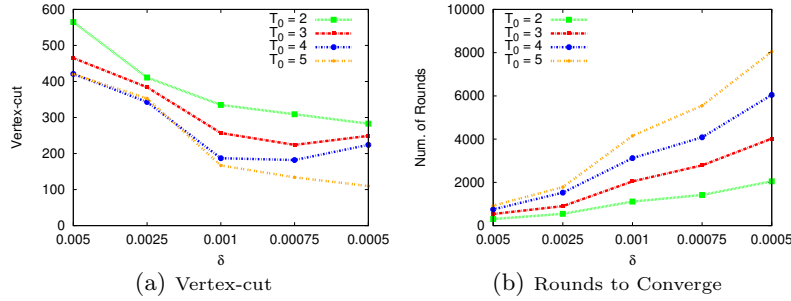 600
500
400
300
200
100
0
Vertex-cut
T0 = 2
T0 = 3
T0 = 4
T0 = 5
0.005 0.0025 0.001 0.00075 0.0005
δ
(a) Vertex-cut
10000
8000
6000
4000
2000
0
Num. of Rounds
T0 = 2
T0 = 3
T0 = 4
T0 = 5
0.005 0.0025 0.001 0.00075 0.0005
δ
(b) Rounds to Converge